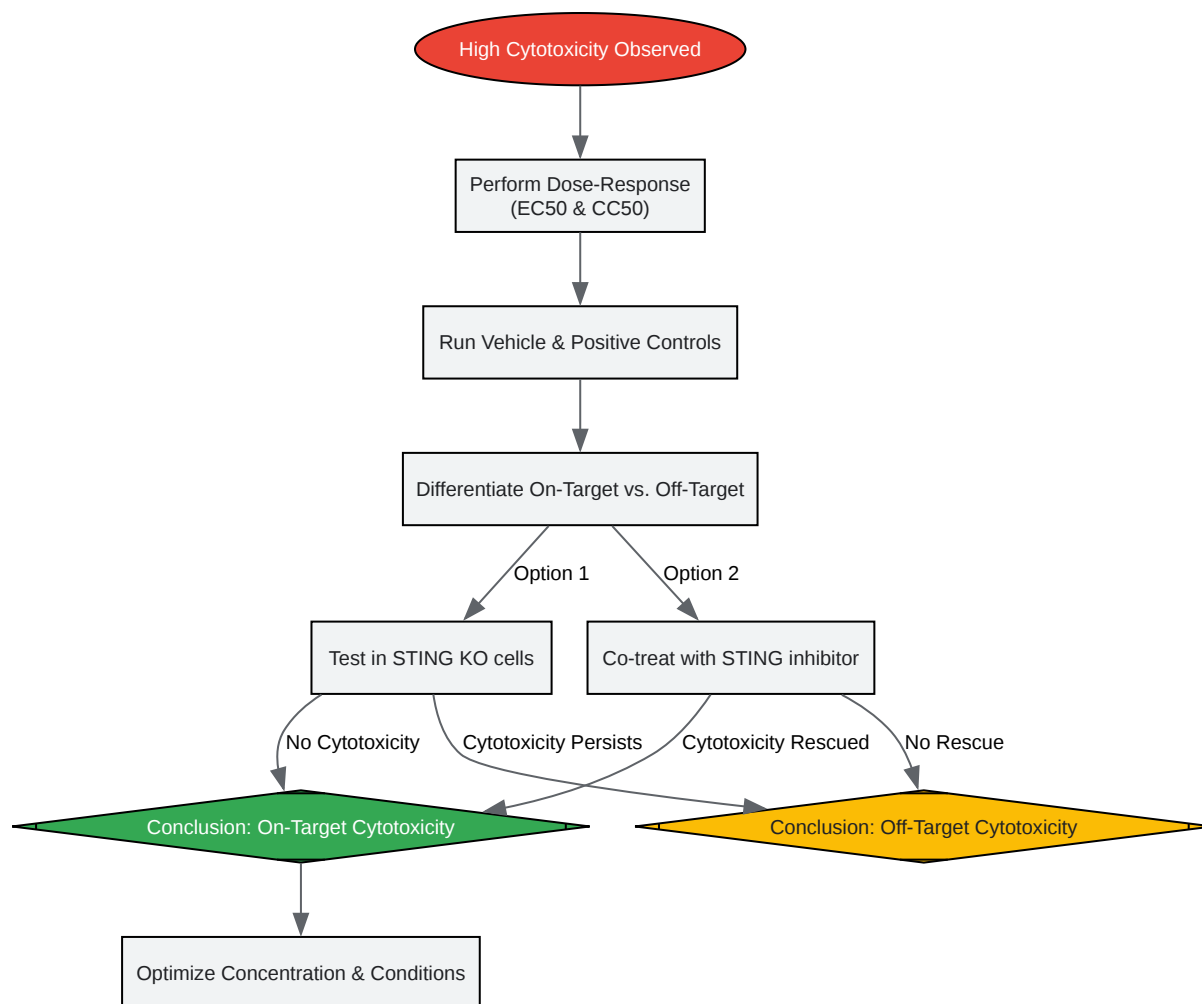 High Cytotoxicity Observed
Perform Dose-Response
(EC50 & CC50)
Run Vehicle & Positive Controls
Differentiate On-Target vs. Off-Target
Option 1
Option 2
Test in STING KO cells
Co-treat with STING inhibitor
No Cytotoxicity
Cytotoxicity Persists
Cytotoxicity Rescued
No Rescue
Conclusion: On-Target Cytotoxicity
Conclusion: Off-Target Cytotoxicity
Optimize Concentration & Conditions